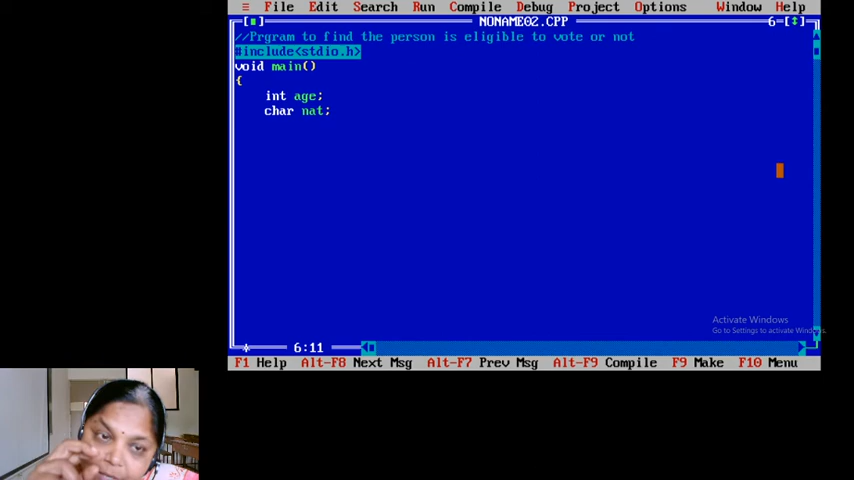 ≡ File Edit Search Run Compile Debug Project Options Window Help
[■] NONAME02.CPP 6=[↕]
//Prgram to find the person is eligible to vote or not
#include<stdio.h>
void main()
{
int age;
char nat;
Activate Windows
Go to Settings to activate Windows.
6:11
F1 Help Alt-F8 Next Msg Alt-F7 Prev Msg Alt-F9 Compile F9 Make F10 Menu